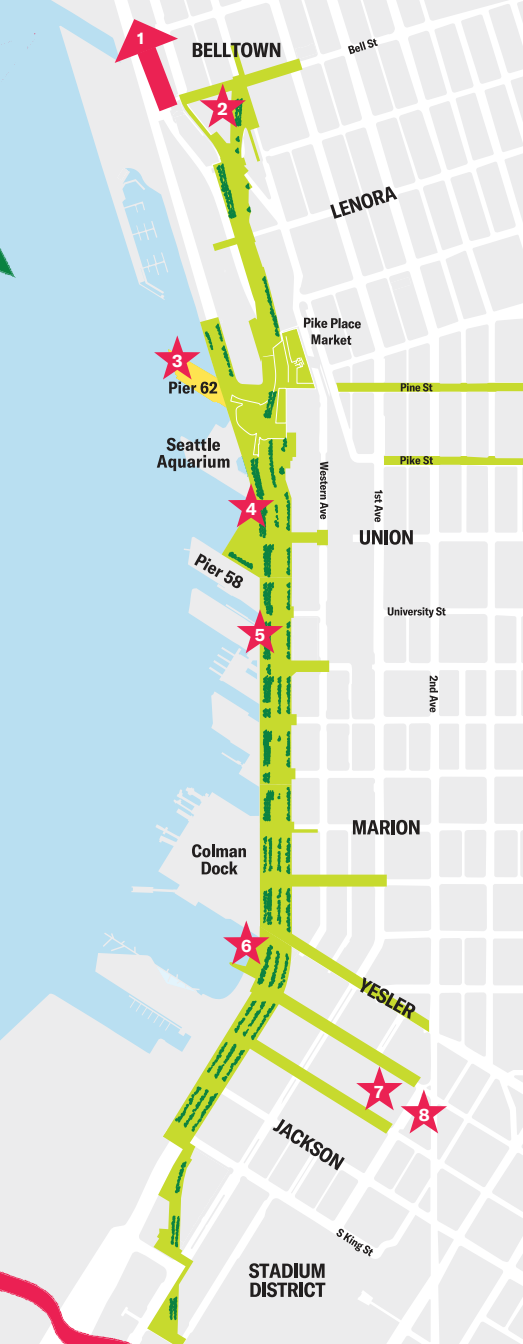 1
BELLTOWN
Bell St
2
LENORA
Pike Place
Market
3
Pier 62
Pine St
Seattle
Aquarium
Pike St
Western Ave
1st Ave
4
UNION
Pier 58
University St
5
2nd Ave
MARION
Colman
Dock
6
YESLER
7
8
JACKSON
S King St
STADIUM
DISTRICT